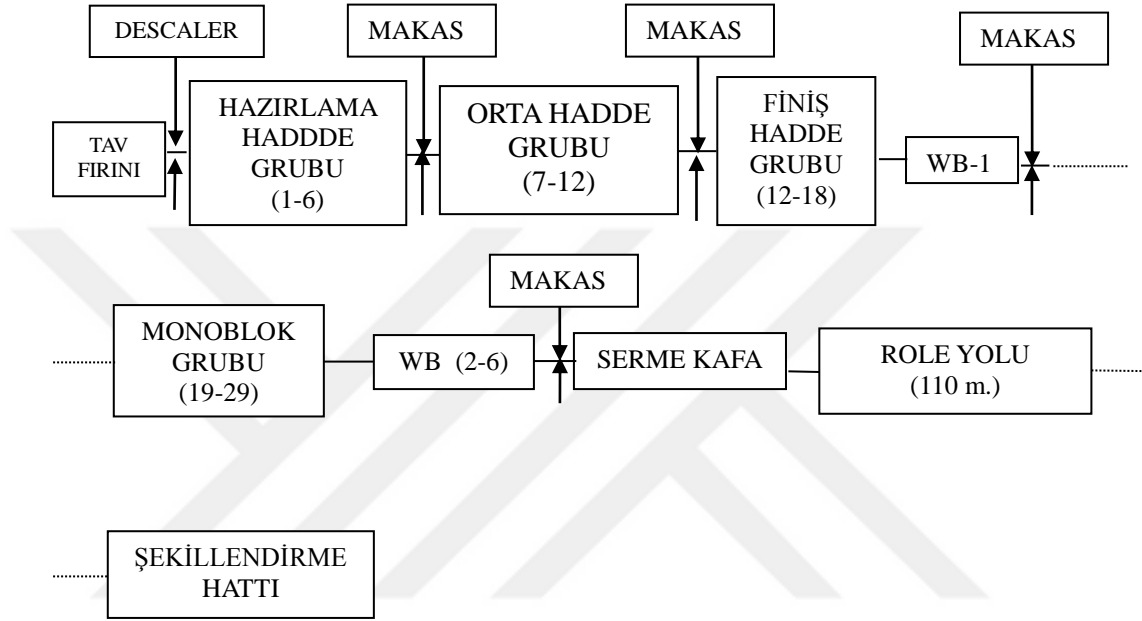 DESCALER
MAKAS
MAKAS
MAKAS
TAV
FIRINI
HAZIRLAMA
HADDDE
GRUBU
(1-6)
ORTA HADDE
GRUBU
(7-12)
FİNİŞ
HADDE
GRUBU
(12-18)
WB-1
MAKAS
MONOBLOK
GRUBU
(19-29)
WB (2-6)
SERME KAFA
ROLE YOLU
(110 m.)
ŞEKİLLENDİRME
HATTI